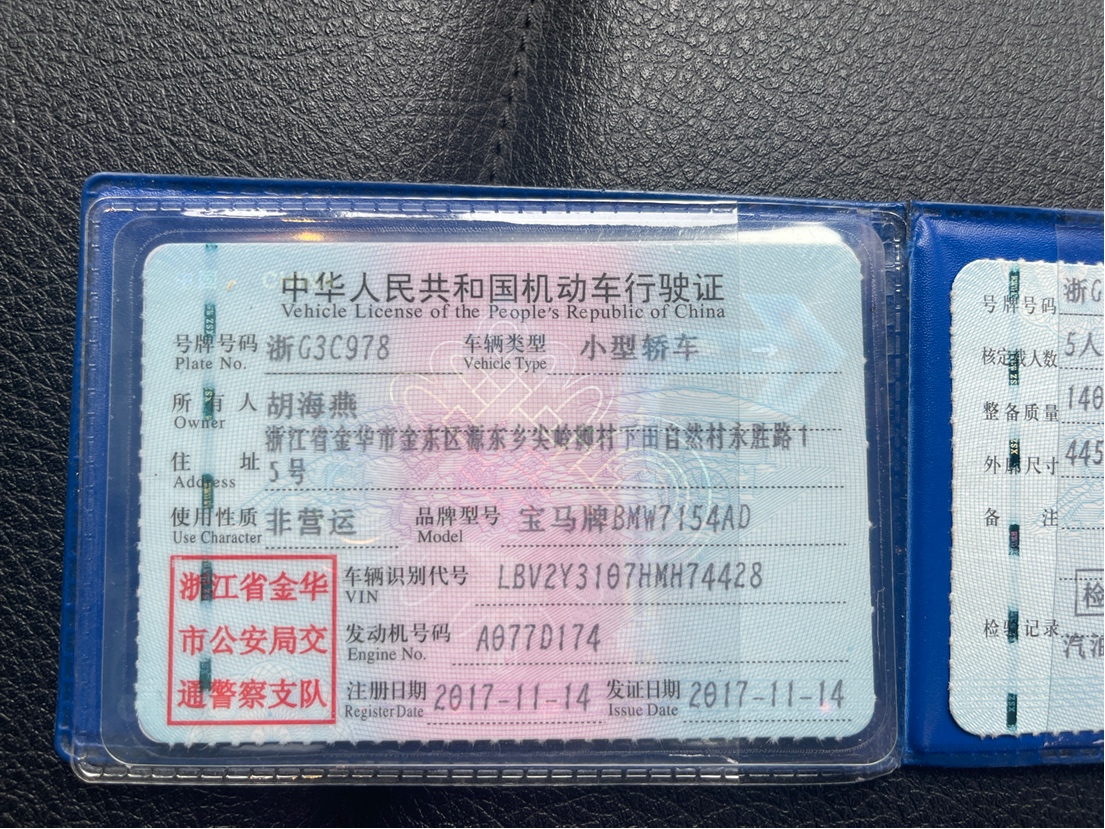 中华人民共和国机动车行驶证
Vehicle License of the People's Republic of China
号牌号码 浙G3C978 车辆类型 小型轿车
Plate No. Vehicle Type
所有人 胡海燕
Owner
浙江省金华市金东区源东乡尖岭脚村下田自然村永胜路1
住址 5号
Address
使用性质 非营运 品牌型号 宝马牌BMW7154AD
Use Character Model
浙江省金华
市公安局交
通警察支队
车辆识别代号 LBV2Y3107HMH74428
VIN
发动机号码 A077D174
Engine No.
注册日期 2017-11-14 发证日期 2017-11-14
Register Date Issue Date
号牌号码 浙G
核定载人数 5人
整备质量 140
外廓尺寸 445
备注
检
检验记录
汽油